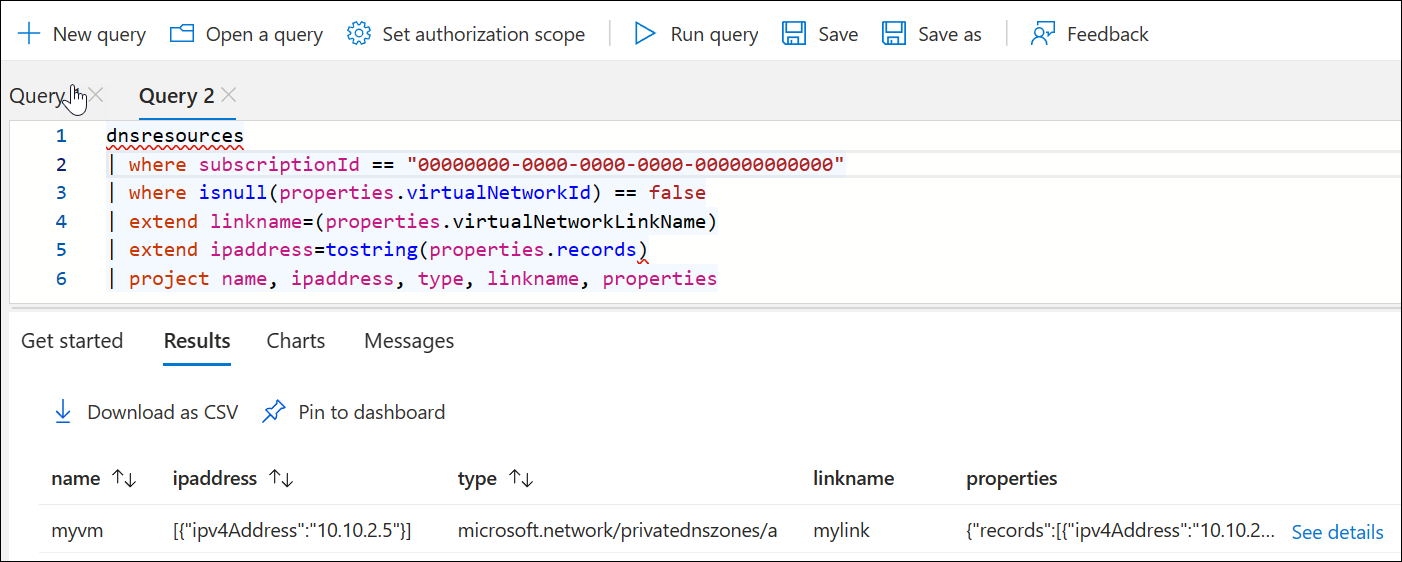 New query Open a query Set authorization scope Run query Save Save as Feedback
Query Query 2
1 dnsresources
2 | where subscriptionId == "00000000-0000-0000-0000-000000000000"
3 | where isnull(properties.virtualNetworkId) == false
4 | extend linkname=(properties.virtualNetworkLinkName)
5 | extend ipaddress=tostring(properties.records)
6 | project name, ipaddress, type, linkname, properties
Get started Results Charts Messages
Download as CSV Pin to dashboard
name ipaddress type linkname properties
myvm [{"ipv4Address":"10.10.2.5"}] microsoft.network/privatednszones/a mylink {"records":[{"ipv4Address":"10.10.2... See details